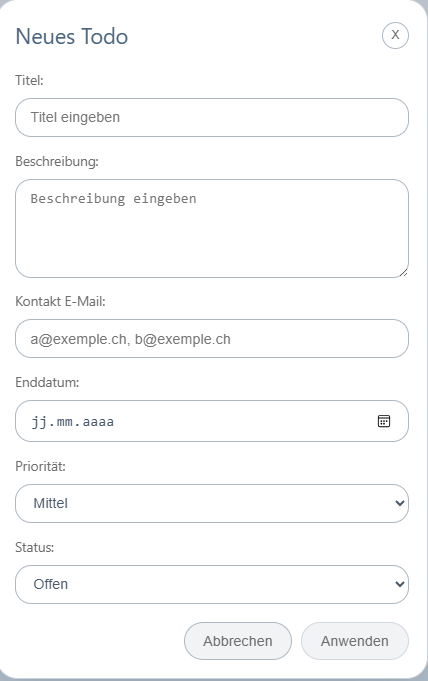 Neues Todo
X
Titel:
Titel eingeben
Beschreibung:
Beschreibung eingeben
Kontakt E-Mail:
a@exemple.ch, b@exemple.ch
Enddatum:
jj.mm.aaaa
Priorität:
Mittel
Status:
Offen
Abbrechen Anwenden